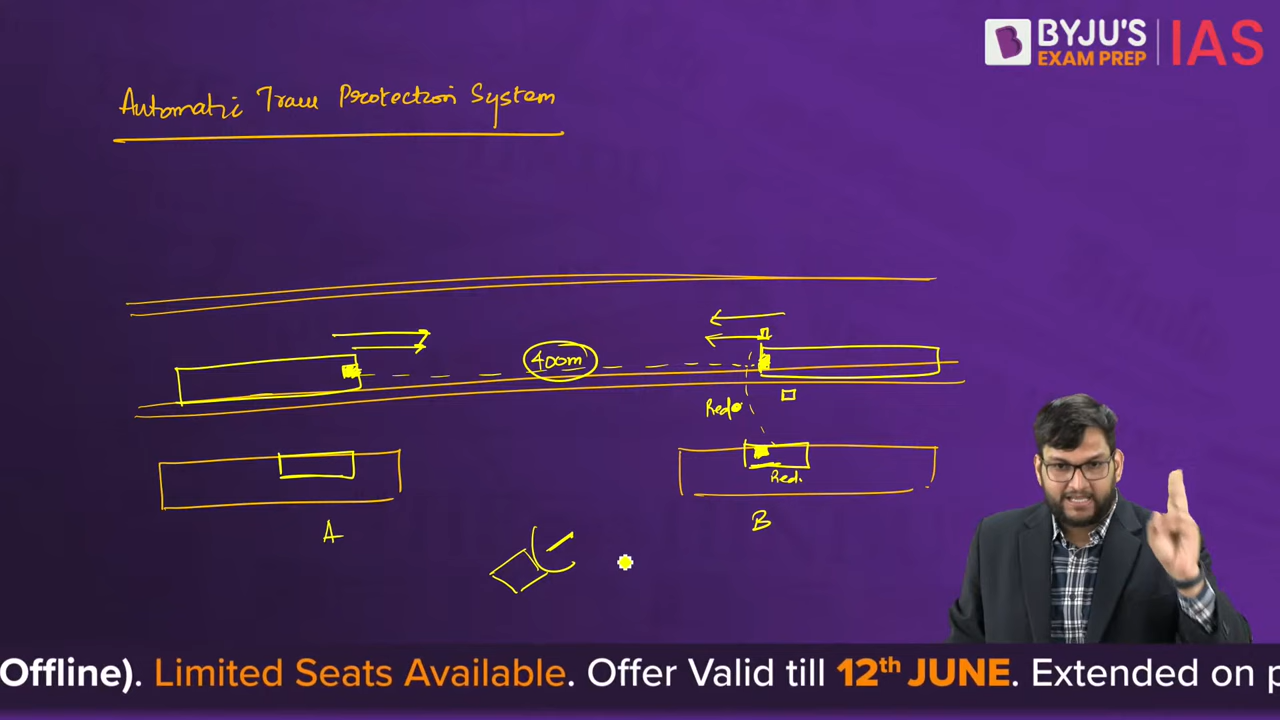 BYJU'S
EXAM PREP
IAS
Automatic Train Protection System
400m
Red
Red.
A
B
Offline). Limited Seats Available. Offer Valid till 12th JUNE. Extended on p